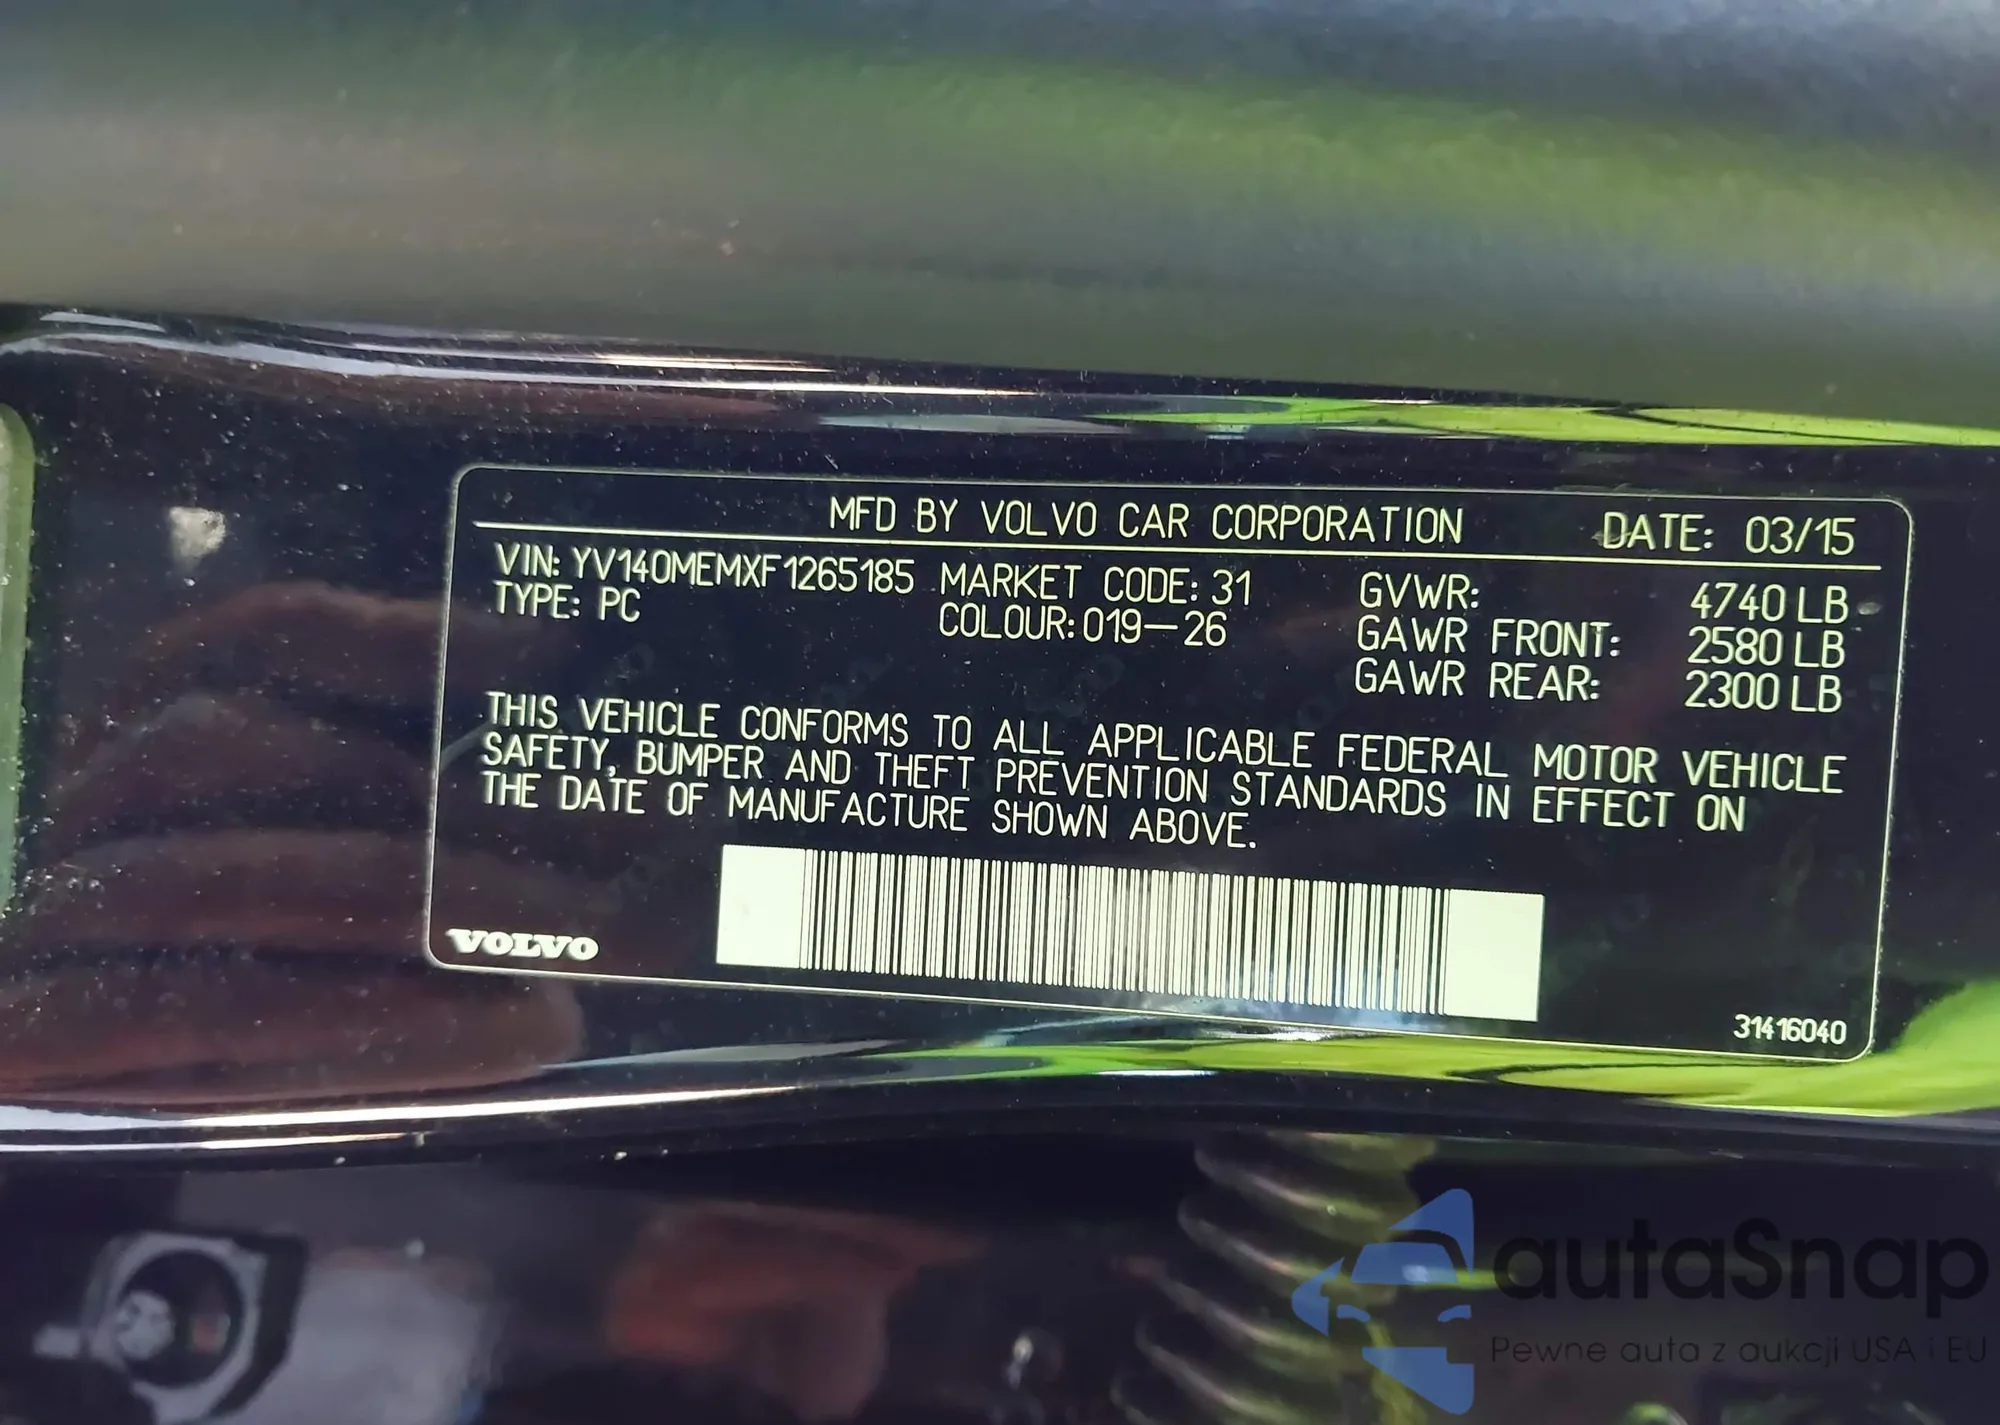 MFD BY VOLVO CAR CORPORATION DATE: 03/15
VIN: YV140MEMXF1265185 MARKET CODE: 31 GVWR: 4740 LB
TYPE: PC COLOUR: 019-26 GAWR FRONT: 2580 LB
GAWR REAR: 2300 LB
THIS VEHICLE CONFORMS TO ALL APPLICABLE FEDERAL MOTOR VEHICLE
SAFETY, BUMPER AND THEFT PREVENTION STANDARDS IN EFFECT ON
THE DATE OF MANUFACTURE SHOWN ABOVE.
VOLVO
31416040
autaSnap
Pewne auta z aukcji USA i EU